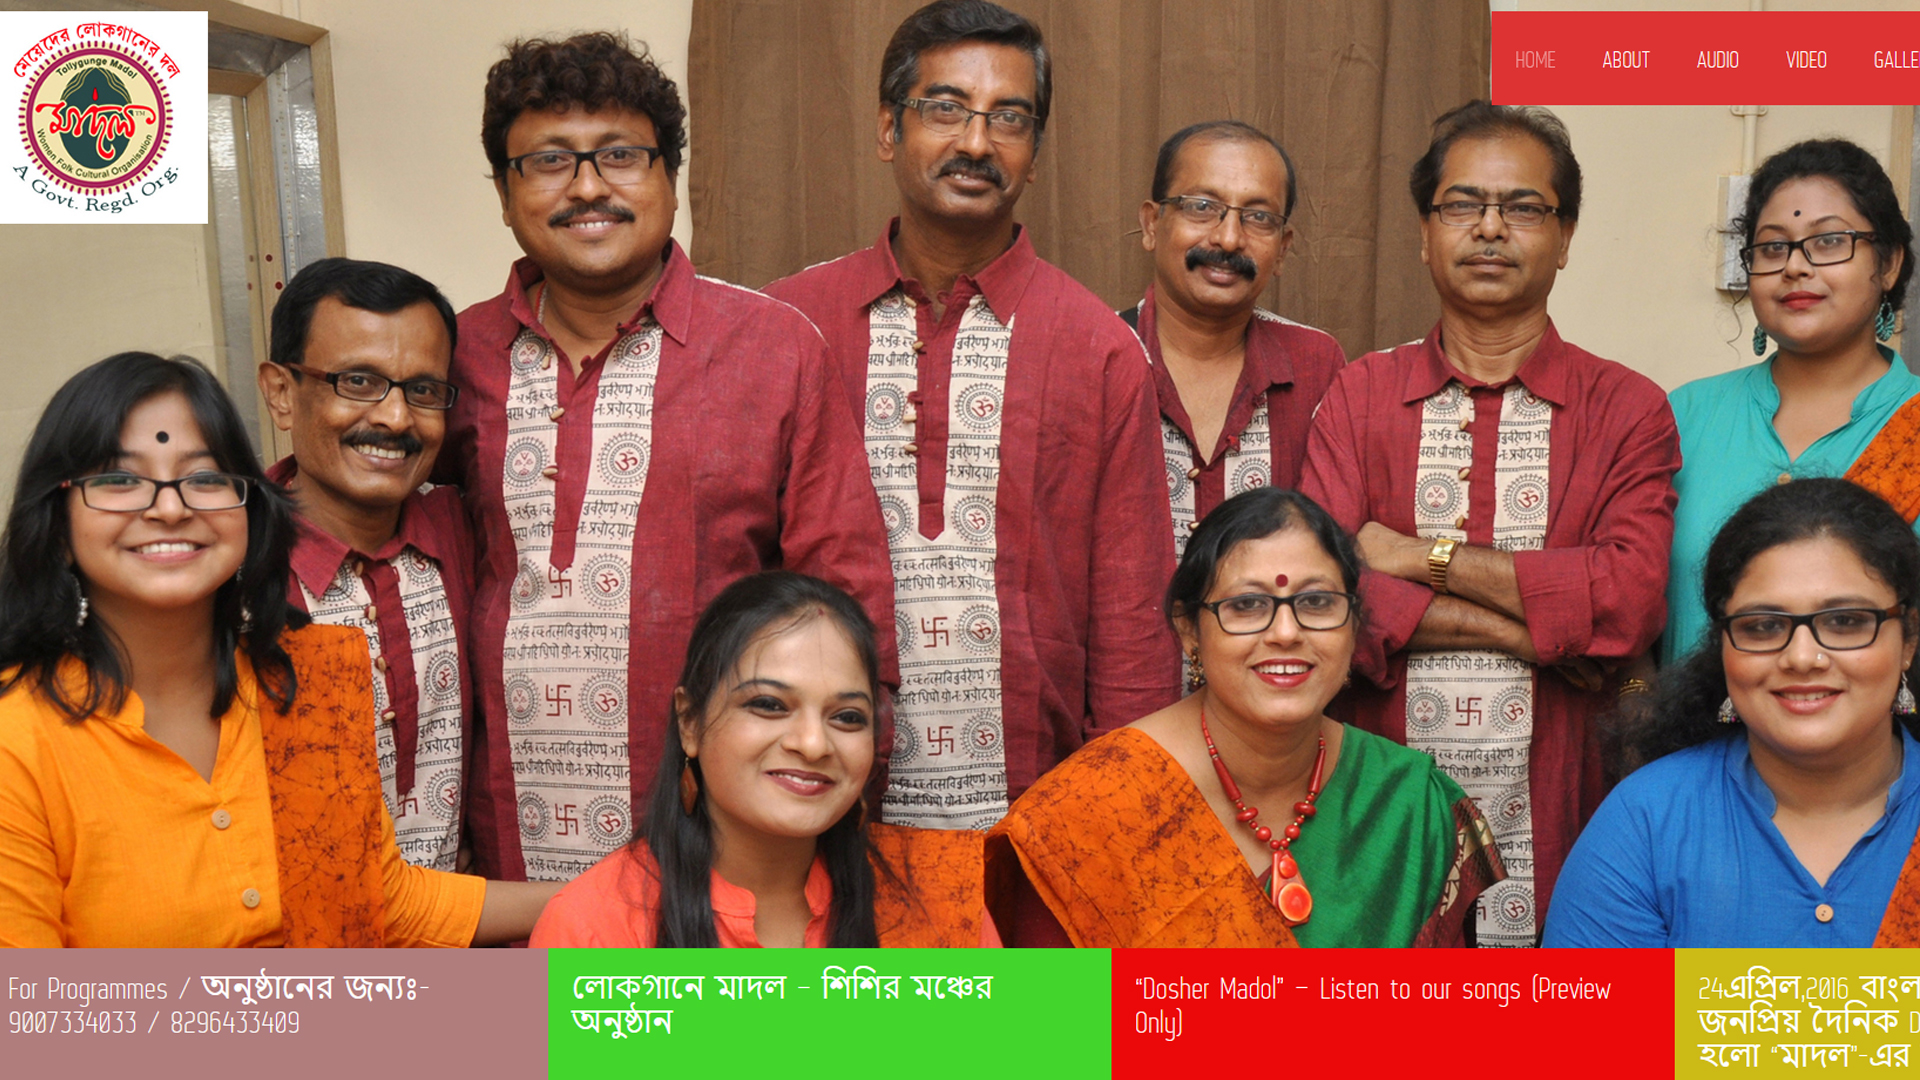 মেয়েদের লোকগানের দল
Tollygunge Madol
মাদল TM
Women Folk Cultural Organisation
A Govt. Regd. Org.
HOME ABOUT AUDIO VIDEO
For Programmes / অনুষ্ঠানের জন্যঃ-
9007334033 / 8296433409
লোকগানে মাদল – শিশির মঞ্চের
অনুষ্ঠান
“Dosher Madol” – Listen to our songs (Preview
Only)
24এপ্রিল,2016
জনপ্রিয় দৈনিক
হলো “মাদল”-এর